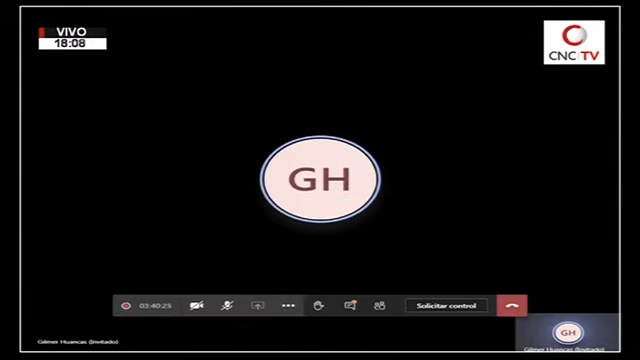 VIVO
18:08
CNC TV
GH
03:40:25
Solicitar control
GH
Gilmer Huancas (Invitado)
Gilmer Huancas (Invitado)